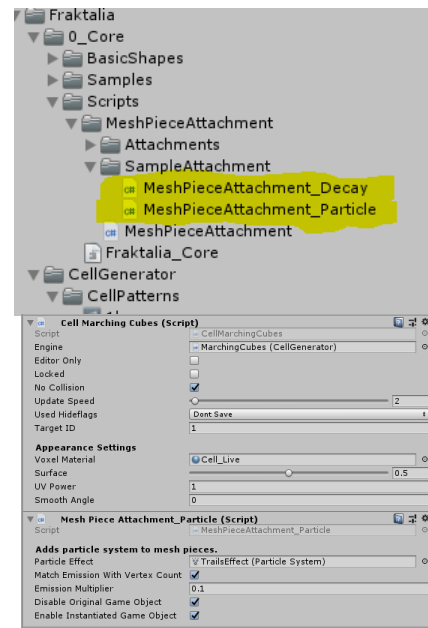 Fraktalia
0_Core
BasicShapes
Samples
Scripts
MeshPieceAttachment
Attachments
SampleAttachment
MeshPieceAttachment_Decay
MeshPieceAttachment_Particle
MeshPieceAttachment
Fraktalia_Core
CellGenerator
CellPatterns
Cell Marching Cubes (Script)
Script CellMarchingCubes
Engine MarchingCubes (CellGenerator)
Editor Only
Locked
No Collision
Update Speed 2
Used Hideflags Dont Save
Target ID 1
Appearance Settings
Voxel Material Cell_Live
Surface 0.5
UV Power 1
Smooth Angle 0
Mesh Piece Attachment_Particle (Script)
Script MeshPieceAttachment_Particle
Adds particle system to mesh pieces.
Particle Effect TrailsEffect (Particle System)
Match Emission With Vertex Count
Emission Multiplier 0.1
Disable Original Game Object
Enable Instantiated Game Object